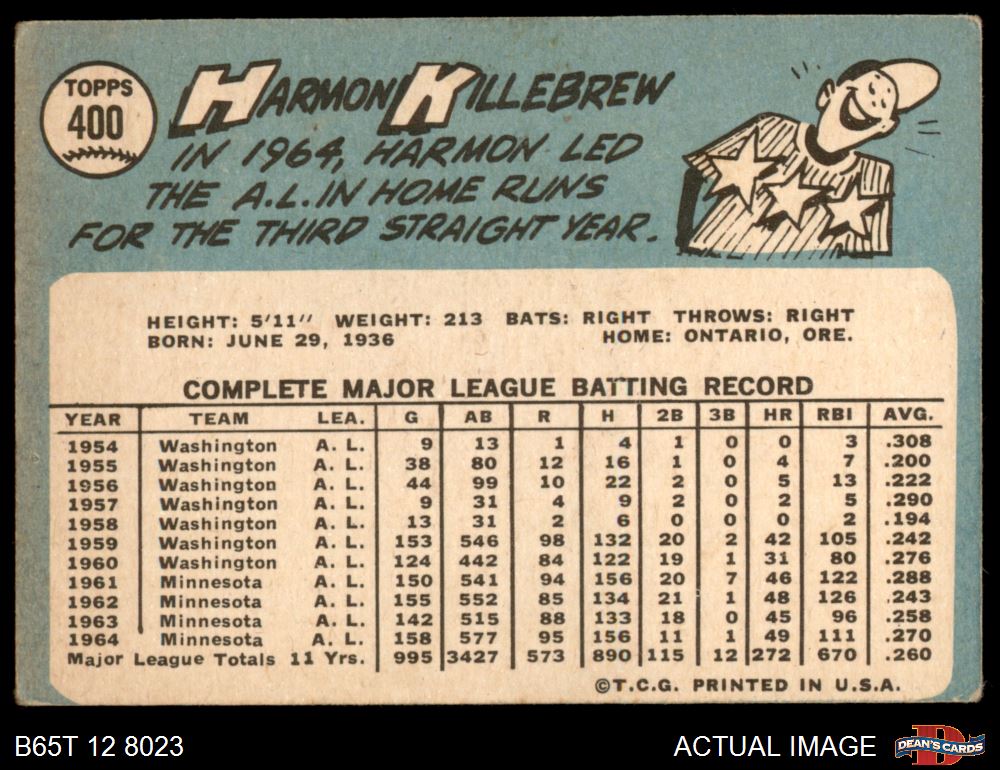 TOPPS
400
HARMON KILLEBREW
IN 1964, HARMON LED
THE A.L. IN HOME RUNS
FOR THE THIRD STRAIGHT YEAR.
HEIGHT: 5'11" WEIGHT: 213 BATS: RIGHT THROWS: RIGHT
BORN: JUNE 29, 1936 HOME: ONTARIO, ORE.
COMPLETE MAJOR LEAGUE BATTING RECORD
YEAR TEAM LEA. G AB R H 2B 3B HR RBI AVG.
1954 Washington A. L. 9 13 1 4 1 0 0 3 .308
1955 Washington A. L. 38 80 12 16 1 0 4 7 .200
1956 Washington A. L. 44 99 10 22 2 0 5 13 .222
1957 Washington A. L. 9 31 4 9 2 0 2 5 .290
1958 Washington A. L. 13 31 2 6 0 0 0 2 .194
1959 Washington A. L. 153 546 98 132 20 2 42 105 .242
1960 Washington A. L. 124 442 84 122 19 1 31 80 .276
1961 Minnesota A. L. 150 541 94 156 20 7 46 122 .288
1962 Minnesota A. L. 155 552 85 134 21 1 48 126 .243
1963 Minnesota A. L. 142 515 88 133 18 0 45 96 .258
1964 Minnesota A. L. 158 577 95 156 11 1 49 111 .270
Major League Totals 11 Yrs. 995 3427 573 890 115 12 272 670 .260
©T.C.G. PRINTED IN U.S.A.
B65T 12 8023 ACTUAL IMAGE DEAN'S CARDS